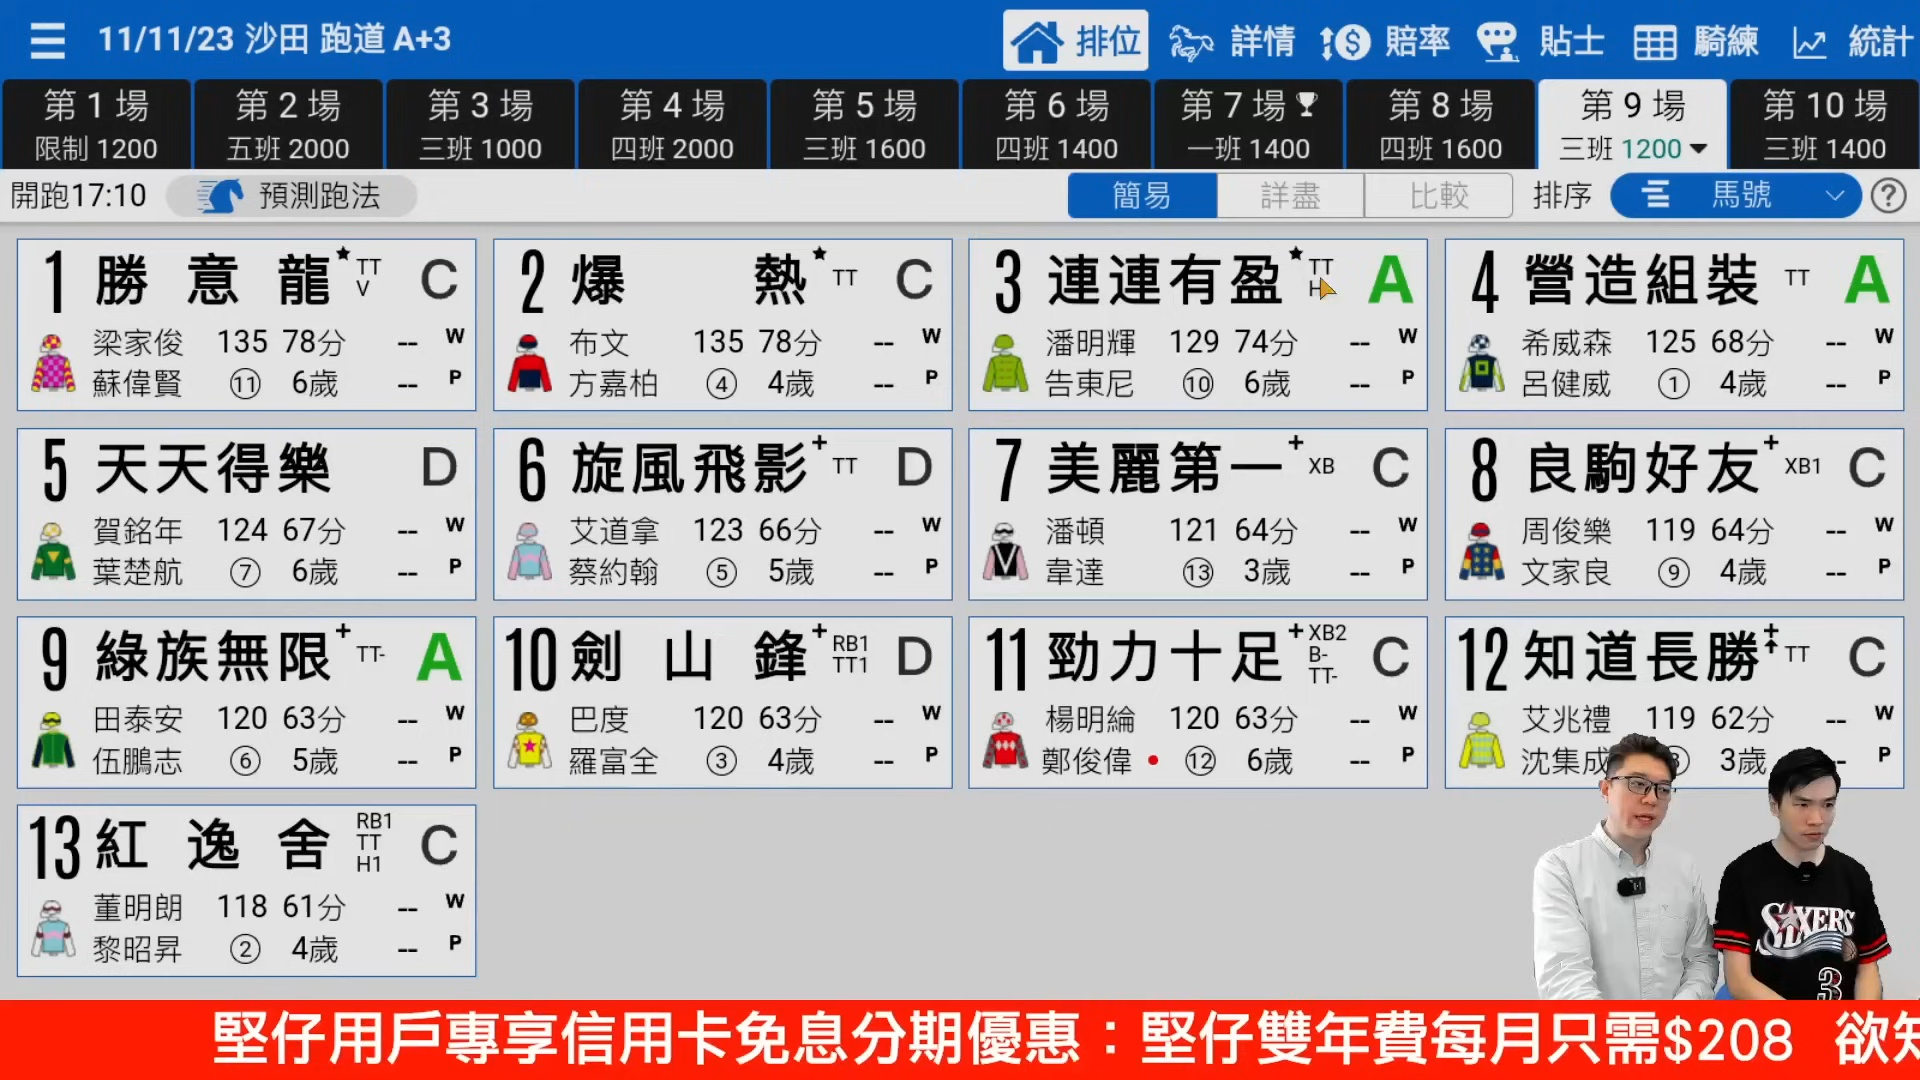 11/11/23 沙田 跑道 A+3
排位 詳情 賠率 貼士 騎練 統計
第 1 場 第 2 場 第 3 場 第 4 場 第 5 場 第 6 場 第 7 場 第 8 場 第 9 場 第 10 場
限制 1200 五班 2000 三班 1000 四班 2000 三班 1600 四班 1400 一班 1400 四班 1600 三班 1200 三班 1400
開跑17:10 預測跑法 簡易 詳盡 比較 排序 馬號 ?
1 勝意龍 TT V C
梁家俊 135 78分 -- W
蘇偉賢 11 6歲 -- P
2 爆熱 TT C
布文 135 78分 -- W
方嘉柏 4 4歲 -- P
3 連連有盈 TT A
潘明輝 129 74分 -- W
告東尼 10 6歲 -- P
4 營造組裝 TT A
希威森 125 68分 -- W
呂健威 1 4歲 -- P
5 天天得樂 D
賀銘年 124 67分 -- W
葉楚航 7 6歲 -- P
6 旋風飛影+ TT D
艾道拿 123 66分 -- W
蔡約翰 5 5歲 -- P
7 美麗第一+ XB C
潘頓 121 64分 -- W
韋達 13 3歲 -- P
8 良駒好友+ XB1 C
周俊樂 119 64分 -- W
文家良 9 4歲 -- P
9 綠族無限+ TT- A
田泰安 120 63分 -- W
伍鵬志 6 5歲 -- P
10 劍山鋒+ RB1 TT1 D
巴度 120 63分 -- W
羅富全 3 4歲 -- P
11 勁力十足+ XB2 B- TT- C
楊明綸 120 63分 -- W
鄭俊偉 12 6歲 -- P
12 知道長勝+ TT C
艾兆禮 119 62分 -- W
沈集成 3歲 P
13 紅逸舍 RB1 TT H1 C
董明朗 118 61分 -- W
黎昭昇 2 4歲 -- P
SIXERS
3
堅仔用戶專享信用卡免息分期優惠：堅仔雙年費每月只需$208 欲